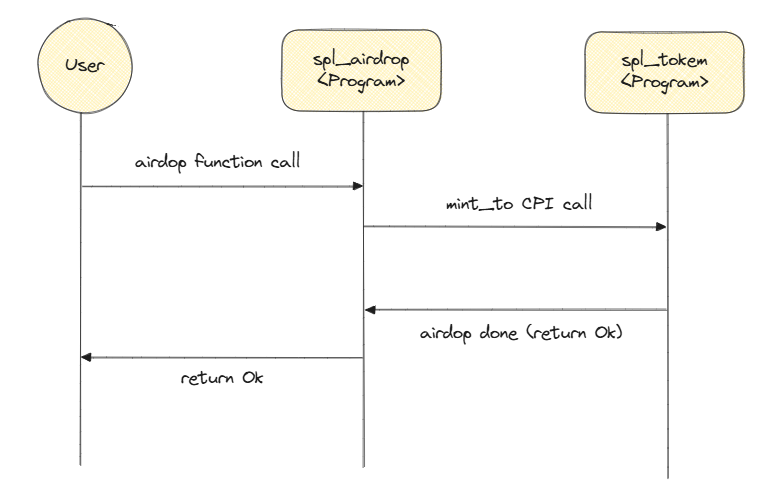 User
spl_airdrop
<Program>
spl_tokem
<Program>
airdop function call
mint_to CPI call
airdop done (return Ok)
return Ok